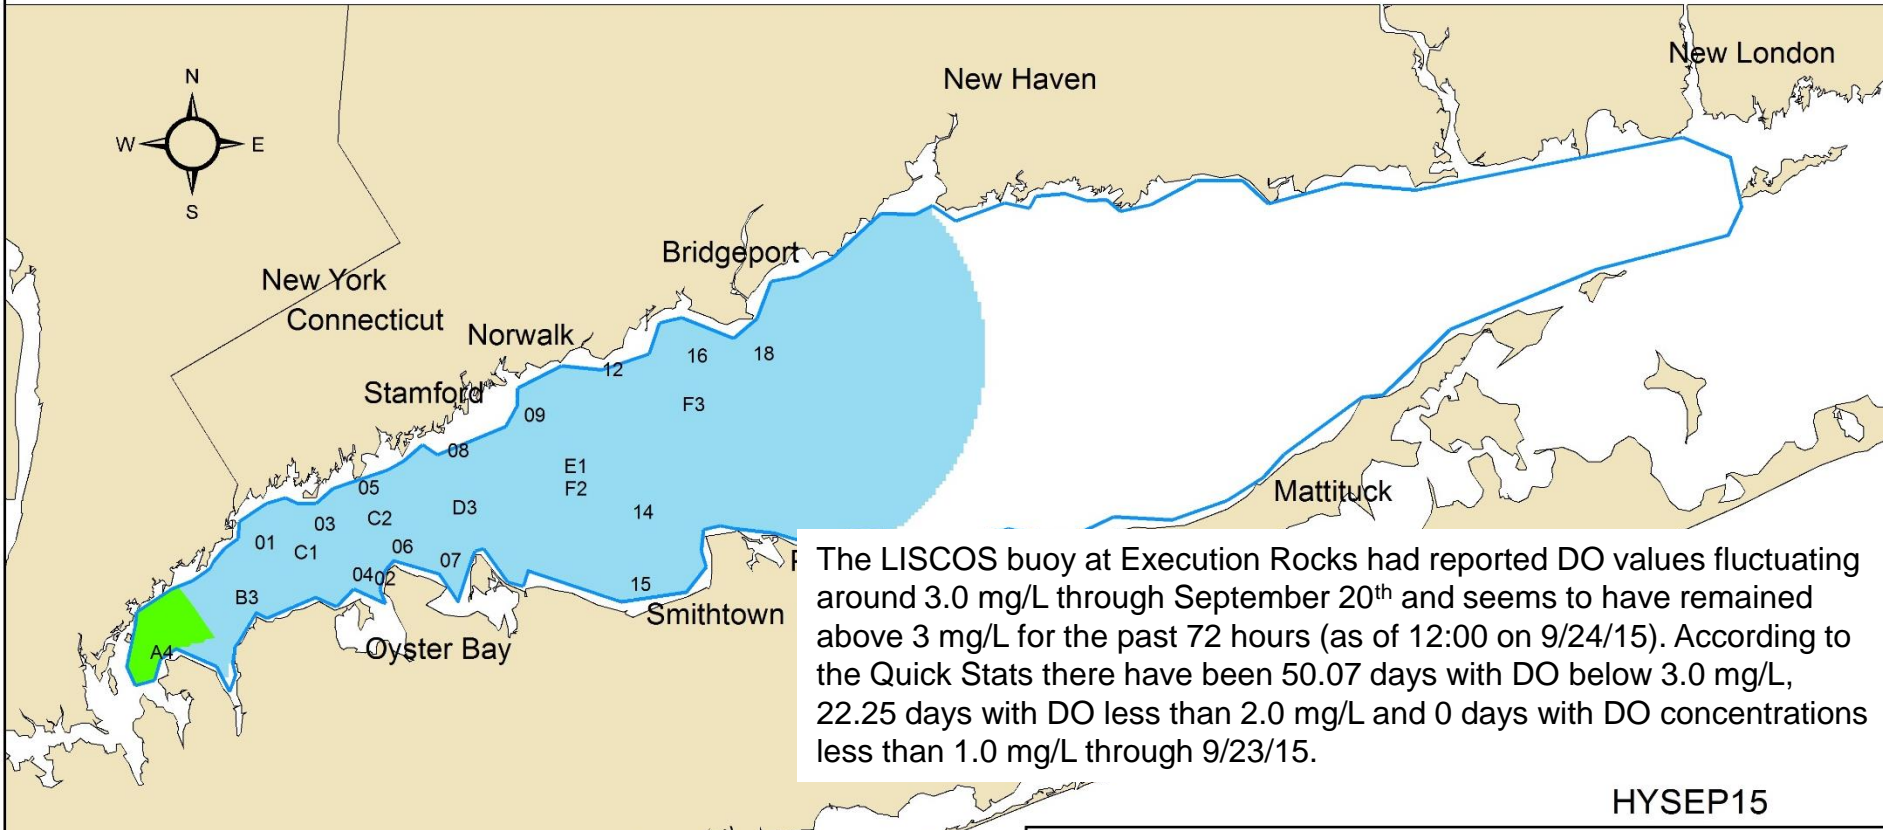 New London
New Haven
N
W E
S
Bridgeport
New York
Connecticut
Norwalk
16 18
12
Stamford
F3
09
08
E1
05
F2
Mattituck
D3
14
C2
03
01
06
C1
07
04
02
15
B3
Smithtown
Oyster Bay
A4
The LISCOS buoy at Execution Rocks had reported DO values fluctuating
around 3.0 mg/L through September 20th and seems to have remained
above 3 mg/L for the past 72 hours (as of 12:00 on 9/24/15). According to
the Quick Stats there have been 50.07 days with DO below 3.0 mg/L,
22.25 days with DO less than 2.0 mg/L and 0 days with DO concentrations
less than 1.0 mg/L through 9/23/15.
HYSEP15